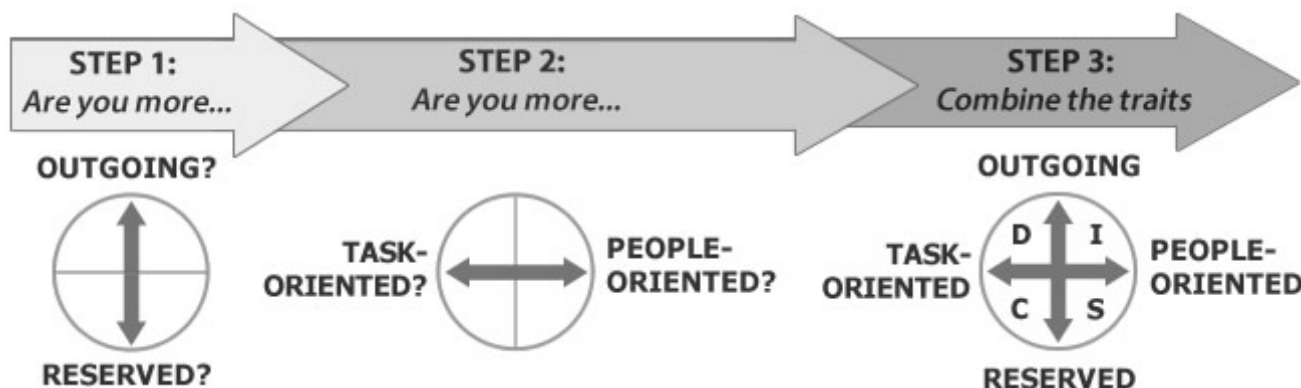 STEP 1:
Are you more...
STEP 2:
Are you more...
STEP 3:
Combine the traits
OUTGOING?
RESERVED?
TASK-
ORIENTED?
PEOPLE-
ORIENTED?
OUTGOING
TASK-
ORIENTED
D I
C S
PEOPLE-
ORIENTED
RESERVED